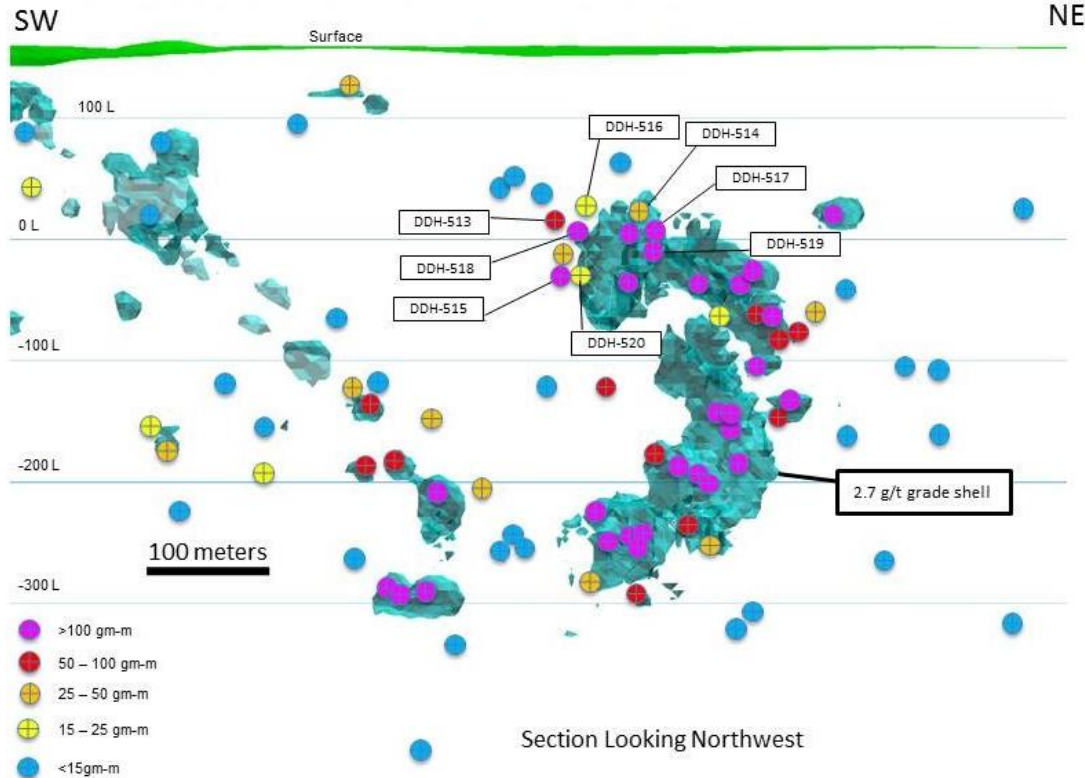 SW
NE
Surface
100 L
DDH-516
DDH-514
DDH-517
DDH-513
0 L
DDH-519
DDH-518
DDH-515
DDH-520
-100 L
-200 L
2.7 g/t grade shell
100 meters
-300 L
>100 gm-m
50 – 100 gm-m
25 – 50 gm-m
15 – 25 gm-m
<15gm-m
Section Looking Northwest